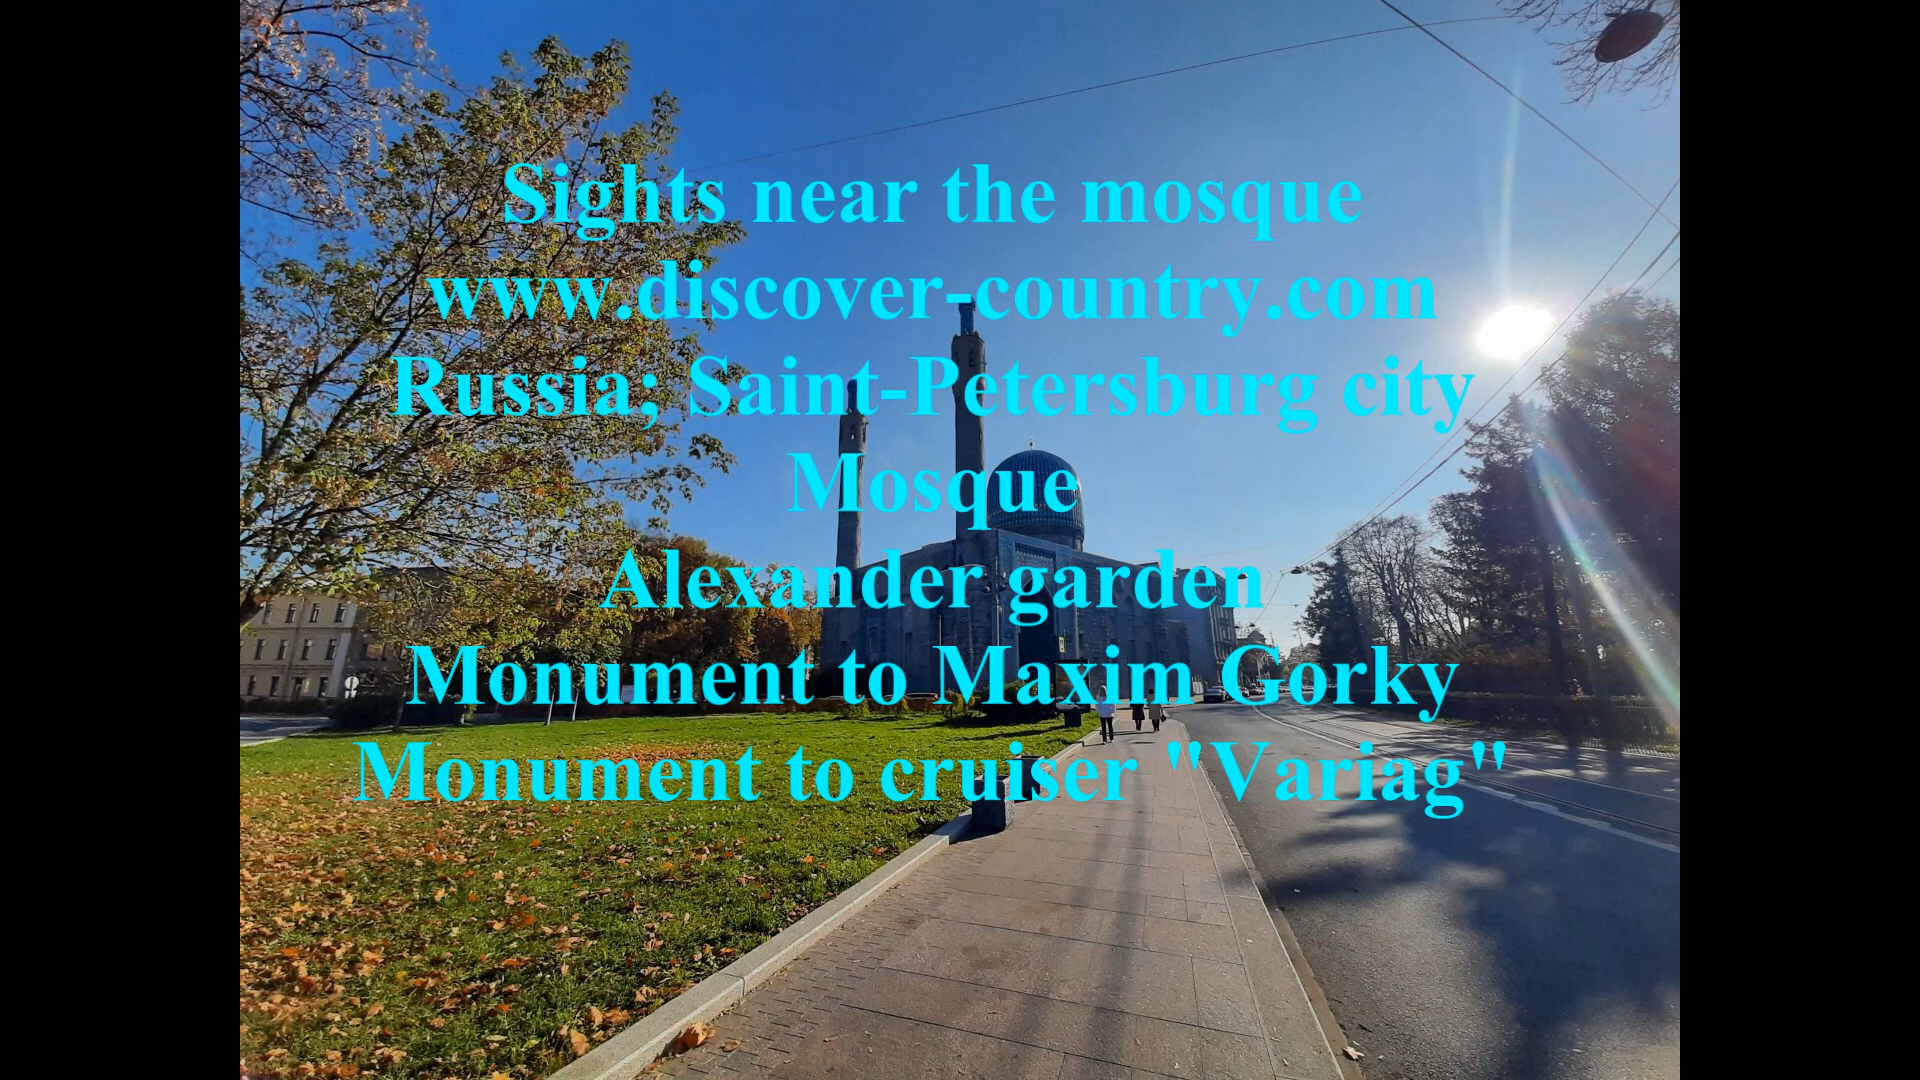 Sights near the mosque
www.discover-country.com
Russia; Saint-Petersburg city
Mosque
Alexander garden
Monument to Maxim Gorky
Monument to cruiser "Variag"